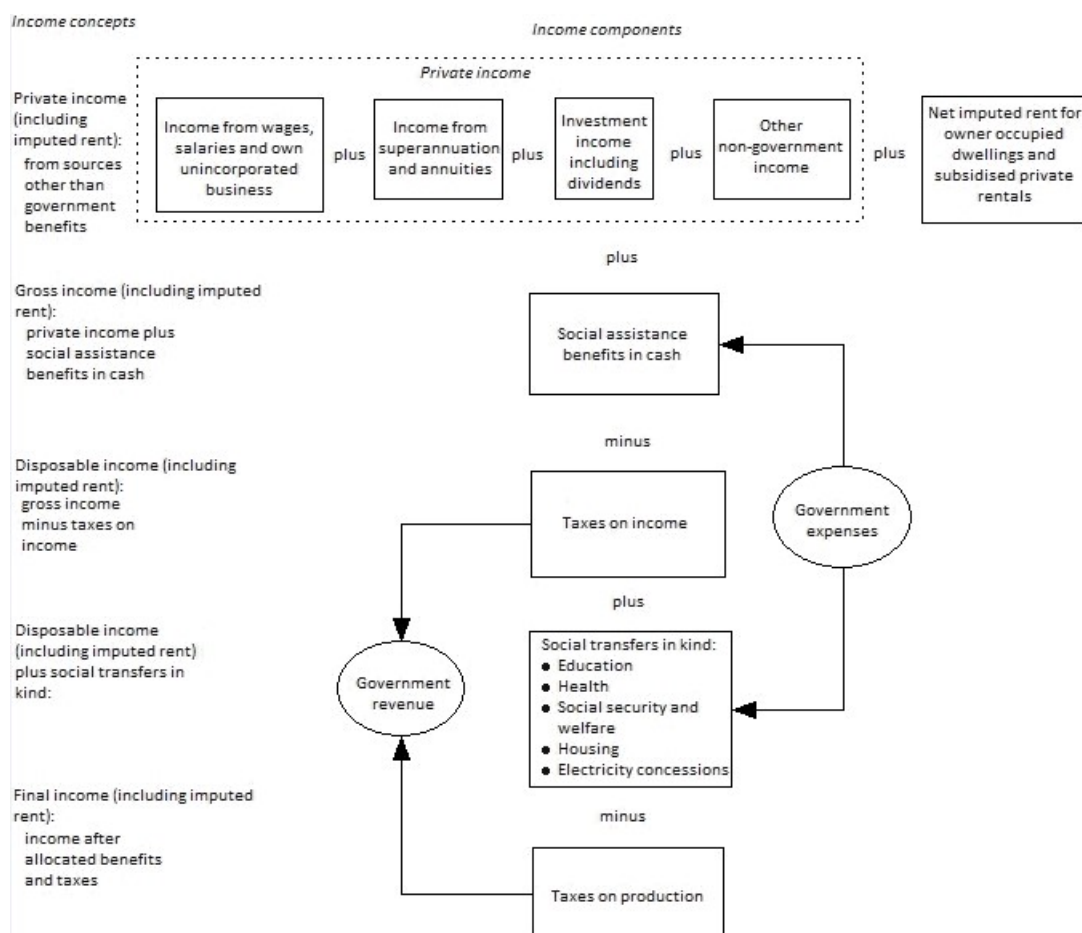 Income concepts
Income components
Private income
Private income
(including
imputed rent):
from sources
other than
government
benefits
Income from wages,
salaries and own
unincorporated
business
plus
Income from
superannuation
and annuities
plus
Investment
income
including
dividends
plus
Other
non-government
income
plus
Net imputed rent for
owner occupied
dwellings and
subsidised private
rentals
plus
Gross income (including imputed
rent):
private income plus
social assistance
benefits in cash
Social assistance
benefits in cash
minus
Disposable income (including
imputed rent):
gross income
minus taxes on
income
Taxes on income
Government
expenses
plus
Disposable income
(including imputed rent)
plus social transfers in
kind:
Government
revenue
Social transfers in kind:
● Education
● Health
● Social security and
welfare
● Housing
● Electricity concessions
minus
Final income (including imputed
rent):
income after
allocated benefits
and taxes
Taxes on production